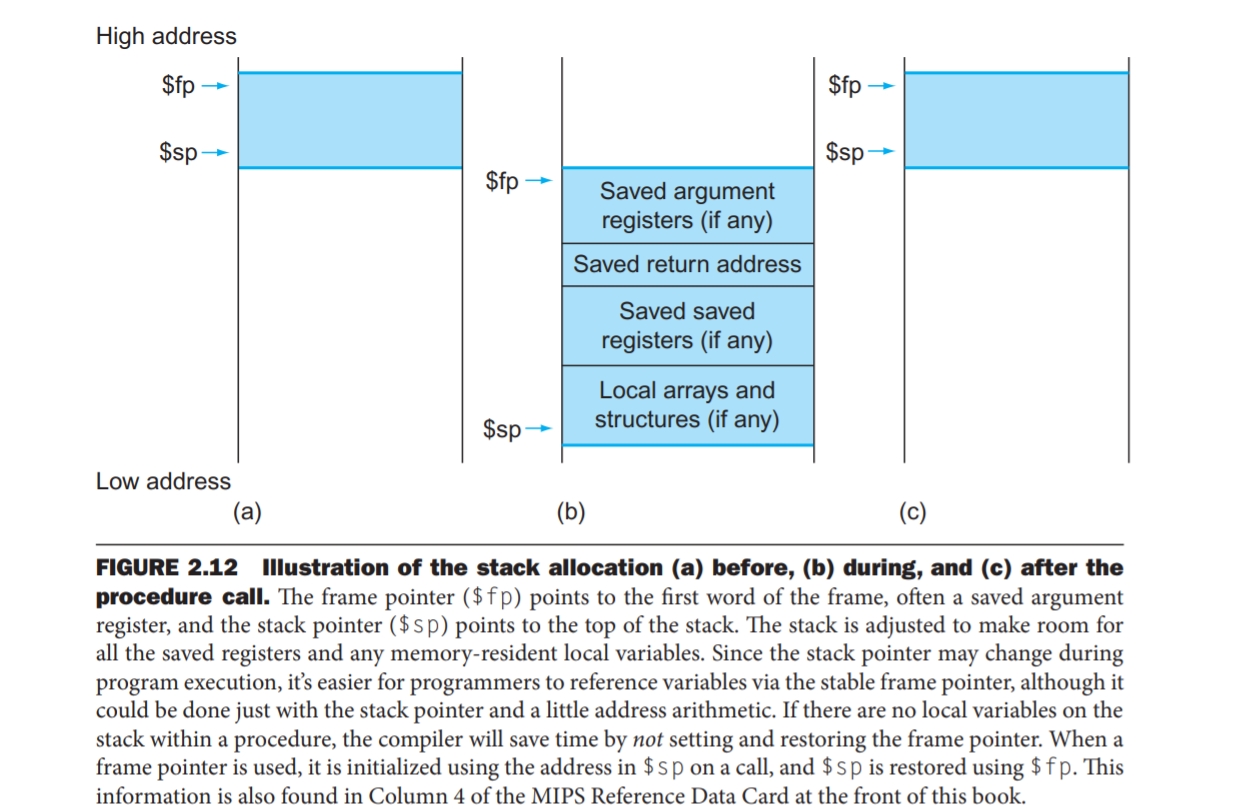 High address
$fp
$sp
$fp
Saved argument
registers (if any)
Saved return address
Saved saved
registers (if any)
Local arrays and
structures (if any)
$sp
$fp
$sp
Low address
(a)
(b)
(c)
FIGURE 2.12 Illustration of the stack allocation (a) before, (b) during, and (c) after the
procedure call. The frame pointer ($fp) points to the first word of the frame, often a saved argument
register, and the stack pointer ($sp) points to the top of the stack. The stack is adjusted to make room for
all the saved registers and any memory-resident local variables. Since the stack pointer may change during
program execution, it’s easier for programmers to reference variables via the stable frame pointer, although it
could be done just with the stack pointer and a little address arithmetic. If there are no local variables on the
stack within a procedure, the compiler will save time by not setting and restoring the frame pointer. When a
frame pointer is used, it is initialized using the address in $sp on a call, and $sp is restored using $fp. This
information is also found in Column 4 of the MIPS Reference Data Card at the front of this book.